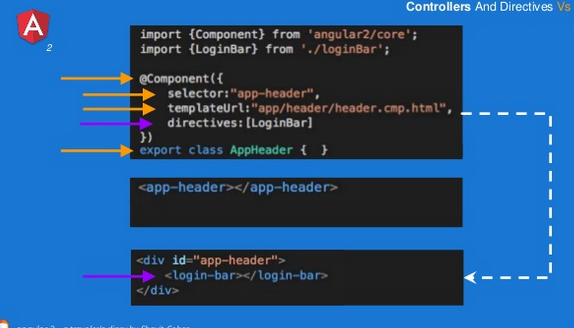 Controllers And Directives Vs
2
import {Component} from 'angular2/core';
import {LoginBar} from './loginBar';
@Component({
selector:"app-header",
templateUrl:"app/header/header.cmp.html",
directives:[LoginBar]
})
export class AppHeader { }
<app-header></app-header>
<div id="app-header">
<login-bar></login-bar>
</div>